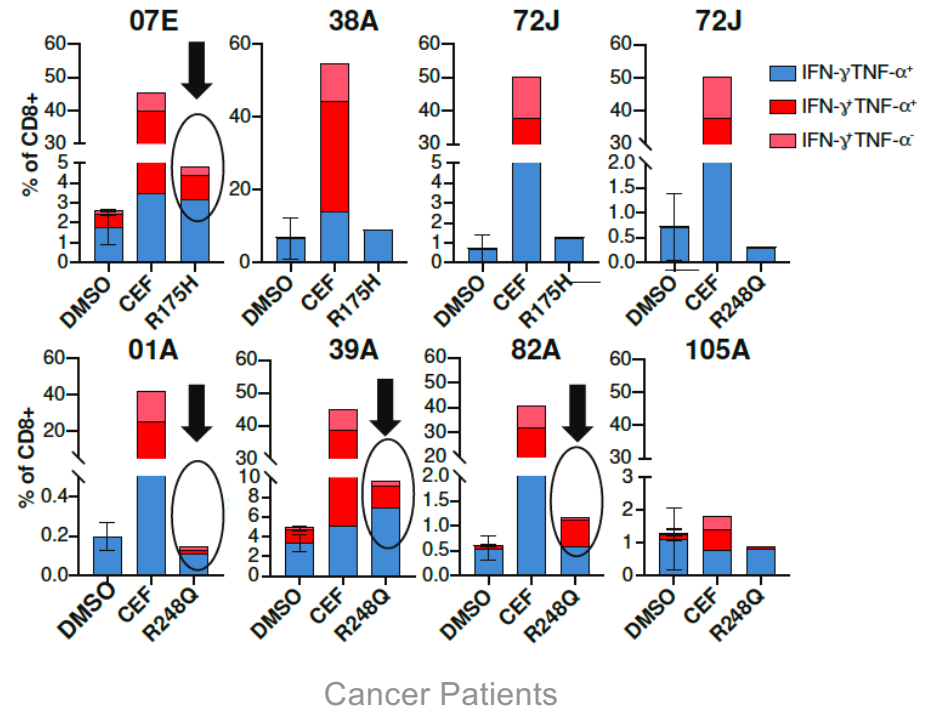 07E 38A 72J 72J
% of CD8+
60 50 40 30 5 4 3 2 1 0
60 40 20 0
60 50 40 30 5 4 3 2 1 0
60 50 40 30 2.0 1.5 1.0 0.5 0.0
IFN-γTNF-α⁺
IFN-γ⁺TNF-α⁺
IFN-γ⁺TNF-α⁻
DMSO CEF R175H DMSO CEF R175H DMSO CEF R175H DMSO CEF R248Q
01A 39A 82A 105A
% of CD8+
60 40 20 0.4 0.2 0.0
60 50 40 30 10 8 6 4 2 0
60 50 40 30 20 2.0 1.5 1.0 0.5 0.0
60 50 40 30 3 2 1 0
DMSO CEF R248Q DMSO CEF R248Q DMSO CEF R248Q DMSO CEF R248Q
Cancer Patients